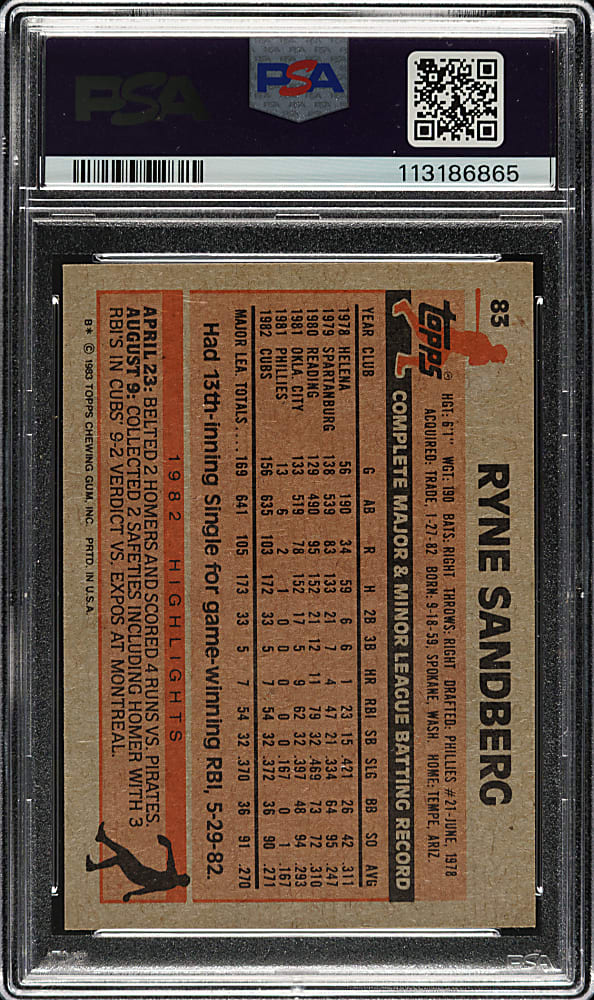 PSA
PSA
113186865
83
RYNE SANDBERG
topps®
HGT: 6'1" WGT: 190 BATS: RIGHT THROWS: RIGHT DRAFTED: PHILLIES #21-JUNE, 1978
ACQUIRED: TRADE, 1-27-82 BORN: 9-18-59, SPOKANE, WASH. HOME: TEMPE, ARIZ.
COMPLETE MAJOR & MINOR LEAGUE BATTING RECORD
YEAR CLUB G AB R H 2B 3B HR RBI SB SLG BB SO AVG
1978 HELENA 56 190 34 59 6 6 1 23 15 .421 26 42 .311
1979 SPARTANBURG 138 539 83 133 21 7 4 47 21 .334 64 95 .247
1980 READING 129 490 95 152 21 12 11 79 32 .469 73 72 .310
1981 OKLA. CITY 133 519 78 152 17 5 9 62 32 .397 48 94 .293
1981 PHILLIES 13 6 2 1 0 0 0 0 0 .167 0 1 .167
1982 CUBS 156 635 103 172 33 5 7 54 32 .372 36 90 .271
MAJOR LEA. TOTALS.... 169 641 105 173 33 5 7 54 32 .370 36 91 .270
Had 13th-inning Single for game-winning RBI, 5-29-82.
1982 HIGHLIGHTS
APRIL 23: BELTED 2 HOMERS AND SCORED 4 RUNS VS. PIRATES.
AUGUST 9: COLLECTED 2 SAFETIES INCLUDING HOMER WITH 3
RBI'S IN CUBS' 9-2 VERDICT VS. EXPOS AT MONTREAL.
B* © 1983 TOPPS CHEWING GUM, INC. PRTD. IN U.S.A.
PSA